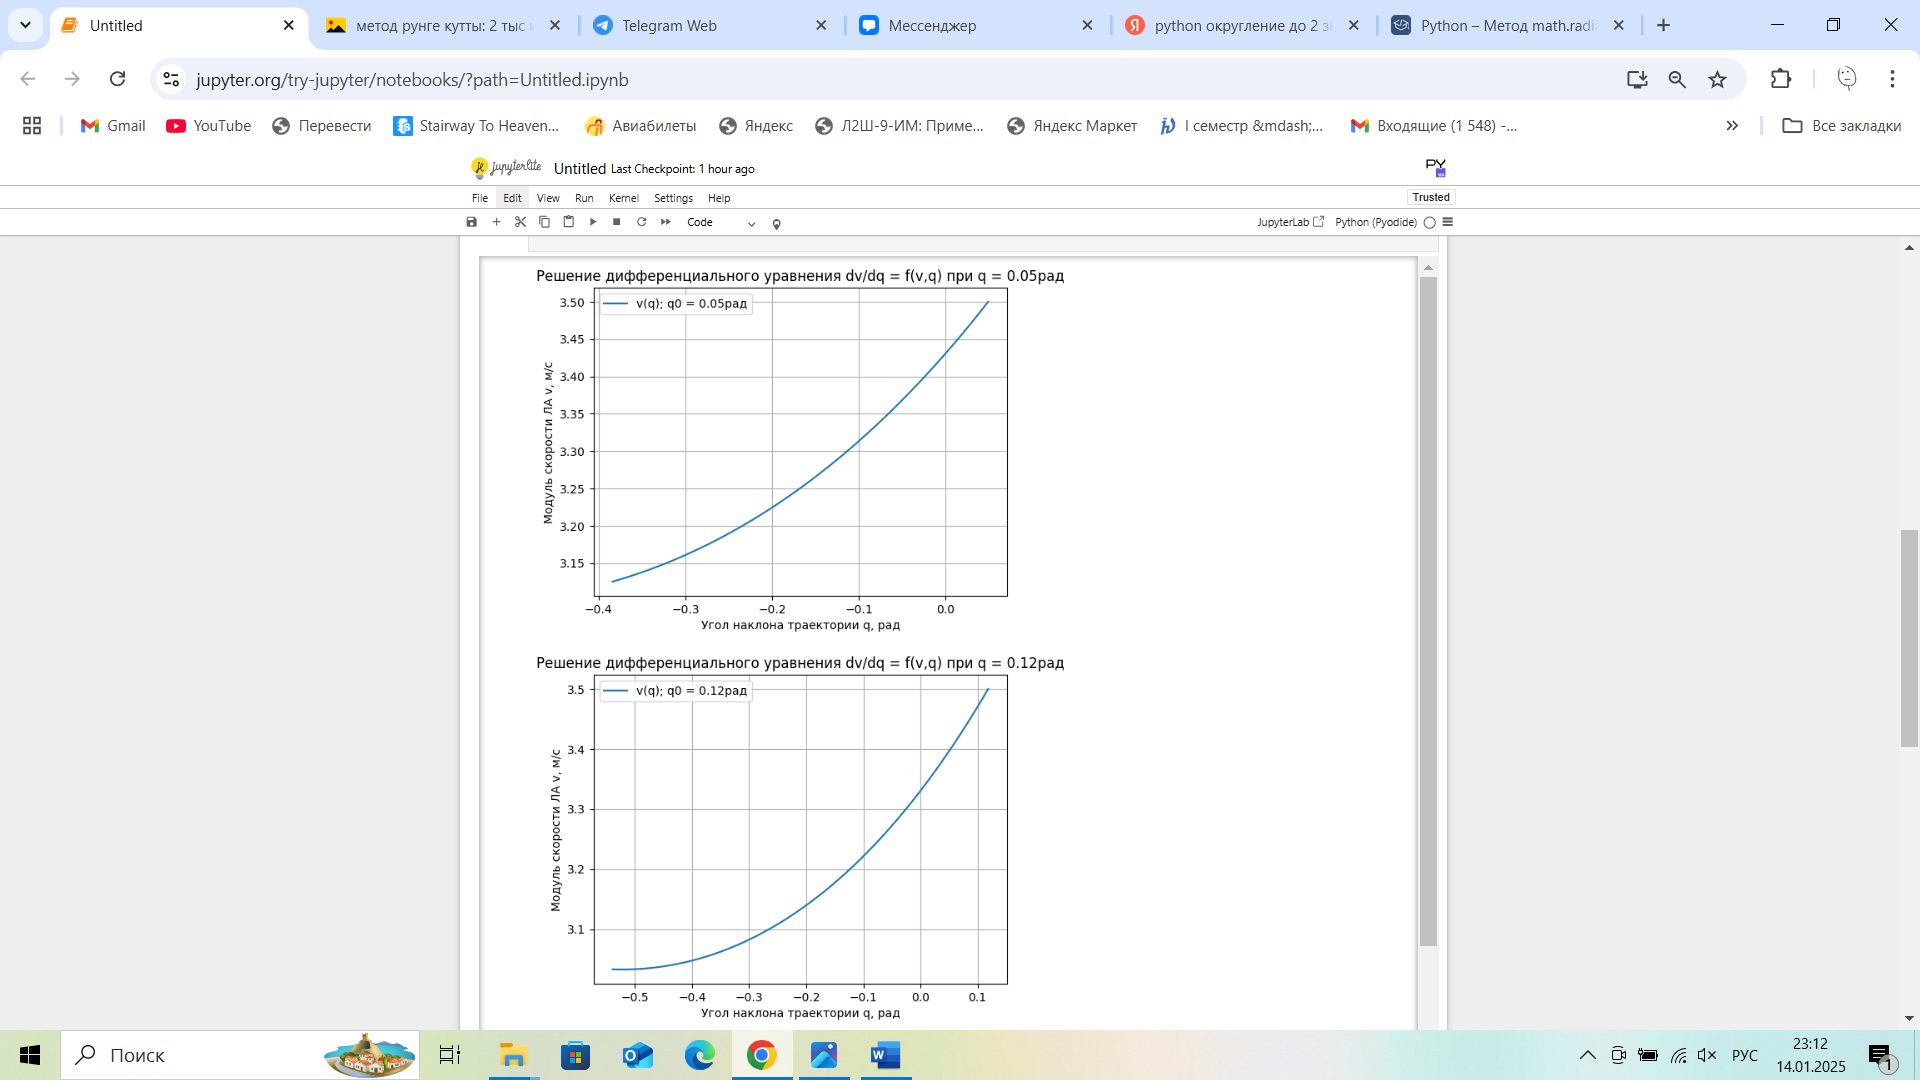 Untitled
метод рунге кутты: 2 тыс
Telegram Web
Мессенджер
python округление до 2
Python – Метод math.radi
jupyter.org/try-jupyter/notebooks/?path=Untitled.ipynb
Gmail
YouTube
Перевести
Stairway To Heaven...
Авиабилеты
Яндекс
Л2Ш-9-ИМ: Приме...
Яндекс Маркет
I семестр &mdash;...
Входящие (1 548) -...
Все закладки
jupyterlite
Untitled Last Checkpoint: 1 hour ago
PY
File Edit View Run Kernel Settings Help
Trusted
Code
JupyterLab
Python (Pyodide)
Решение дифференциального уравнения dv/dq = f(v,q) при q = 0.05рад
v(q); q0 = 0.05рад
3.50
3.45
3.40
3.35
3.30
3.25
3.20
3.15
Модуль скорости ЛА v, м/с
−0.4 −0.3 −0.2 −0.1 0.0
Угол наклона траектории q, рад
Решение дифференциального уравнения dv/dq = f(v,q) при q = 0.12рад
v(q); q0 = 0.12рад
3.5
3.4
3.3
3.2
3.1
Модуль скорости ЛА v, м/с
−0.5 −0.4 −0.3 −0.2 −0.1 0.0 0.1
Угол наклона траектории q, рад
Поиск
РУС
23:12
14.01.2025
1